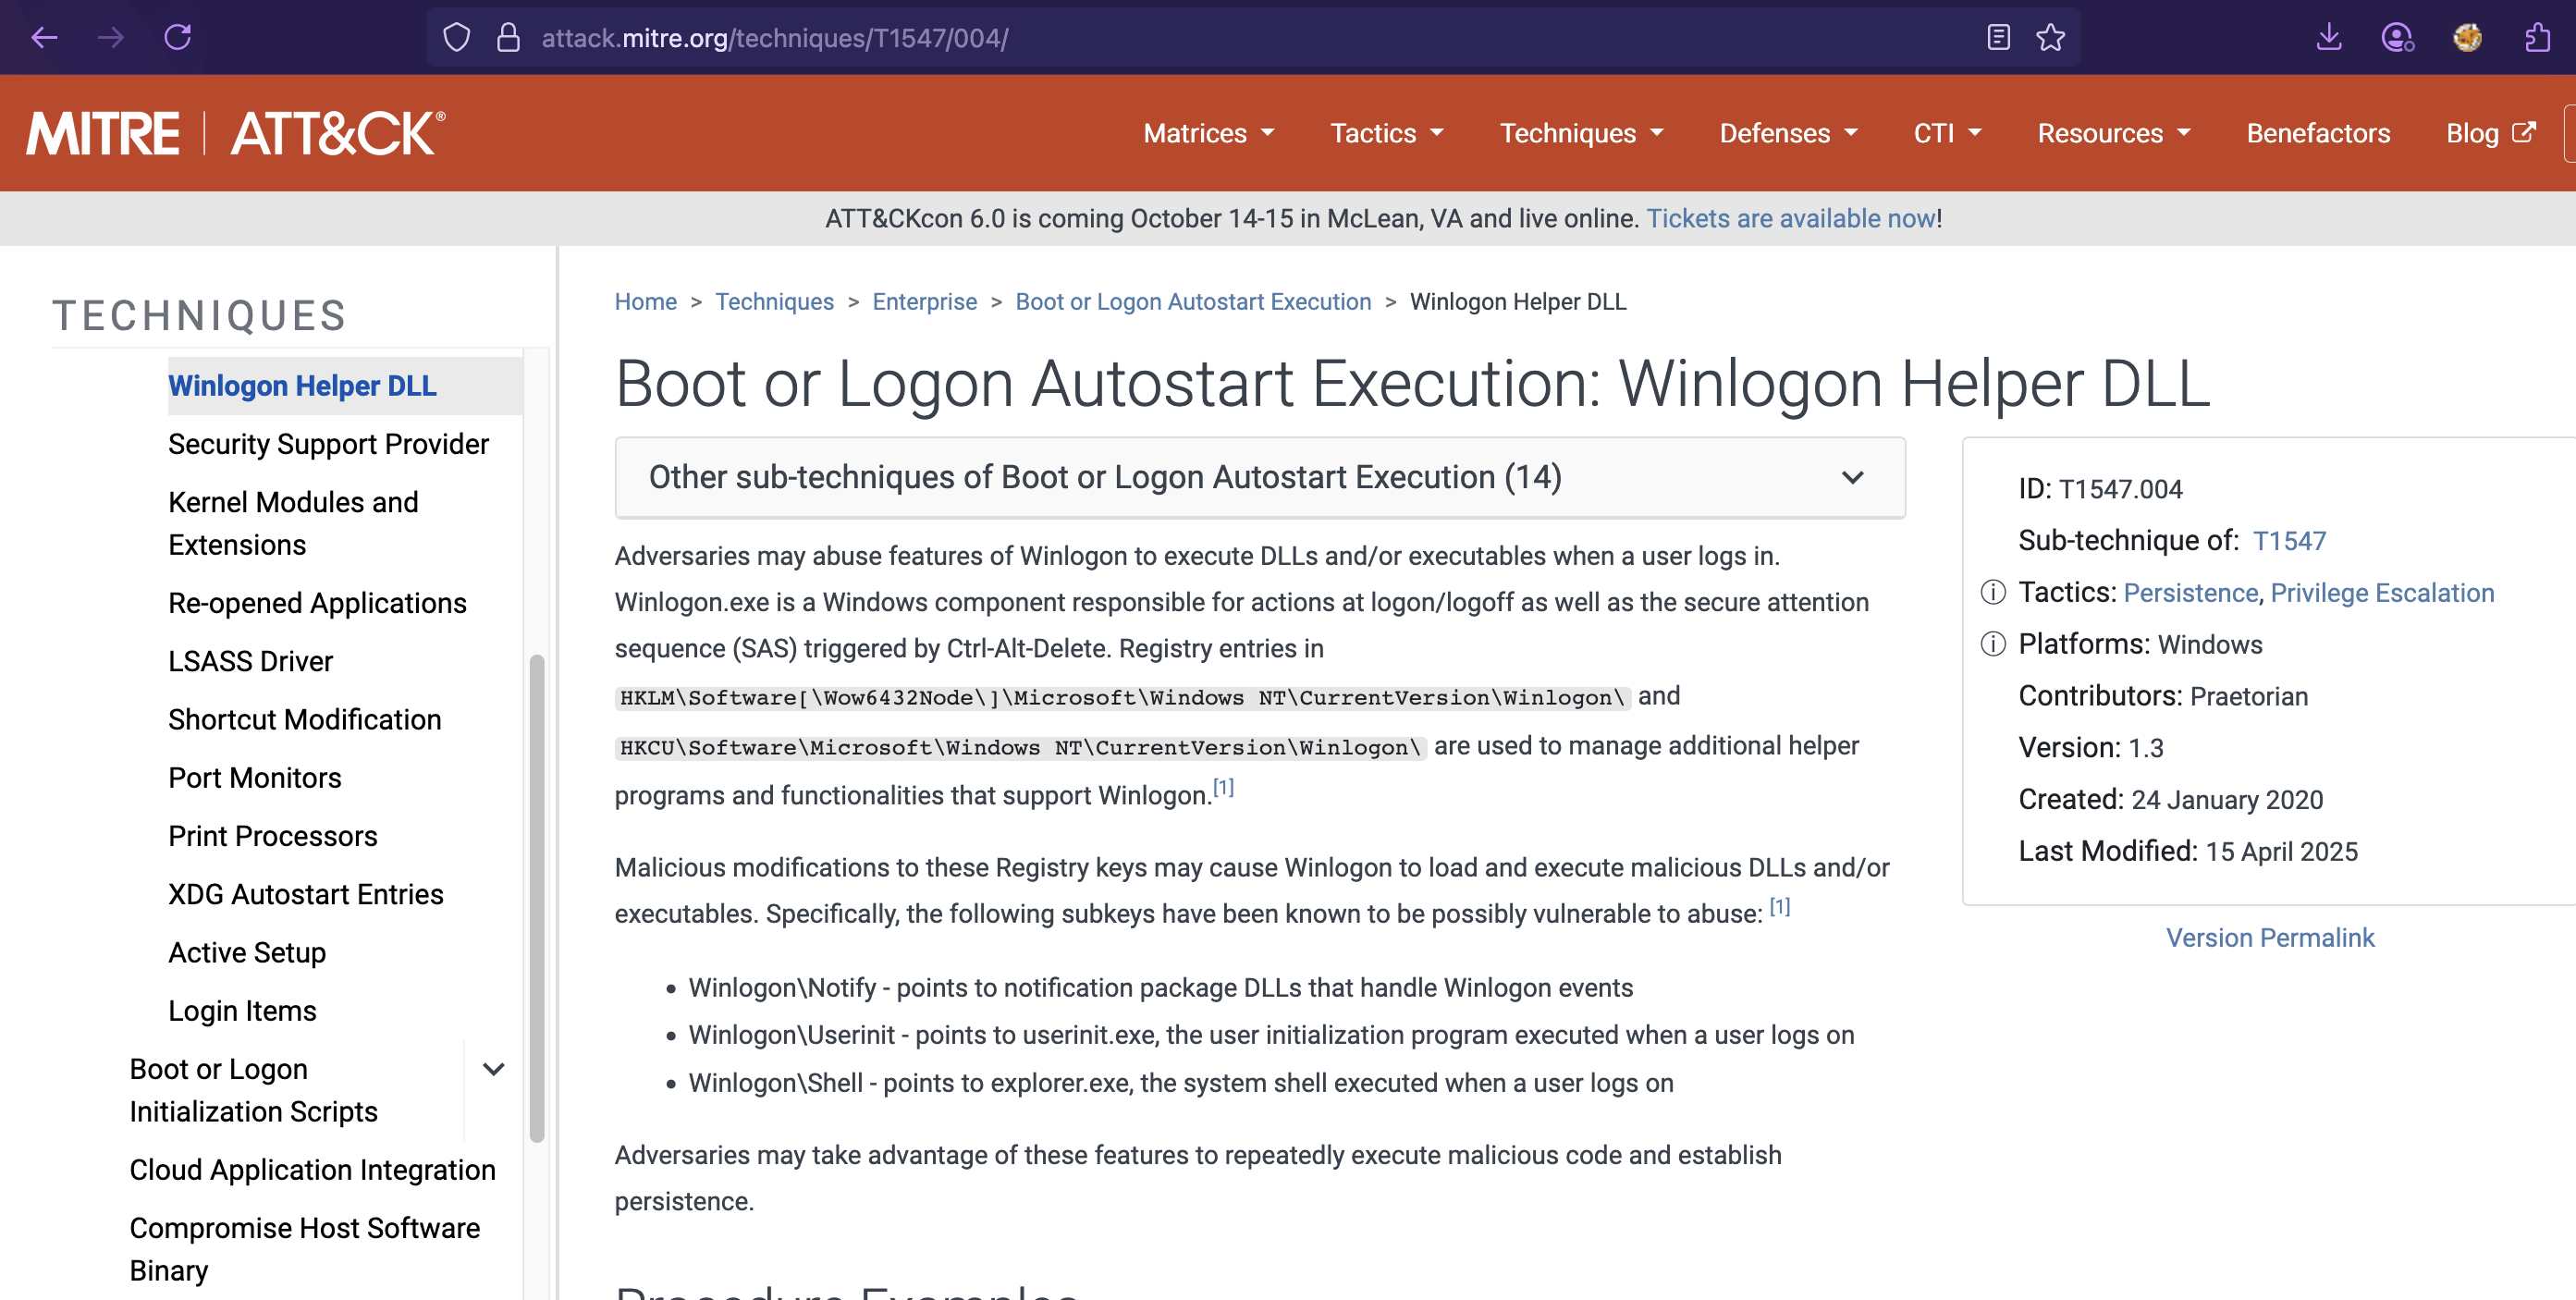 attack.mitre.org/techniques/T1547/004/
MITRE | ATT&CK®
Matrices Tactics Techniques Defenses CTI Resources Benefactors Blog
ATT&CKcon 6.0 is coming October 14-15 in McLean, VA and live online. Tickets are available now!
TECHNIQUES
Winlogon Helper DLL
Security Support Provider
Kernel Modules and
Extensions
Re-opened Applications
LSASS Driver
Shortcut Modification
Port Monitors
Print Processors
XDG Autostart Entries
Active Setup
Login Items
Boot or Logon
Initialization Scripts
Cloud Application Integration
Compromise Host Software
Binary
Home > Techniques > Enterprise > Boot or Logon Autostart Execution > Winlogon Helper DLL
Boot or Logon Autostart Execution: Winlogon Helper DLL
Other sub-techniques of Boot or Logon Autostart Execution (14)
Adversaries may abuse features of Winlogon to execute DLLs and/or executables when a user logs in.
Winlogon.exe is a Windows component responsible for actions at logon/logoff as well as the secure attention
sequence (SAS) triggered by Ctrl-Alt-Delete. Registry entries in
HKLM\Software[\Wow6432Node\]\Microsoft\Windows NT\CurrentVersion\Winlogon\ and
HKCU\Software\Microsoft\Windows NT\CurrentVersion\Winlogon\ are used to manage additional helper
programs and functionalities that support Winlogon.[1]
Malicious modifications to these Registry keys may cause Winlogon to load and execute malicious DLLs and/or
executables. Specifically, the following subkeys have been known to be possibly vulnerable to abuse: [1]
• Winlogon\Notify - points to notification package DLLs that handle Winlogon events
• Winlogon\Userinit - points to userinit.exe, the user initialization program executed when a user logs on
• Winlogon\Shell - points to explorer.exe, the system shell executed when a user logs on
Adversaries may take advantage of these features to repeatedly execute malicious code and establish
persistence.
Procedure Examples
ID: T1547.004
Sub-technique of: T1547
Tactics: Persistence, Privilege Escalation
Platforms: Windows
Contributors: Praetorian
Version: 1.3
Created: 24 January 2020
Last Modified: 15 April 2025
Version Permalink